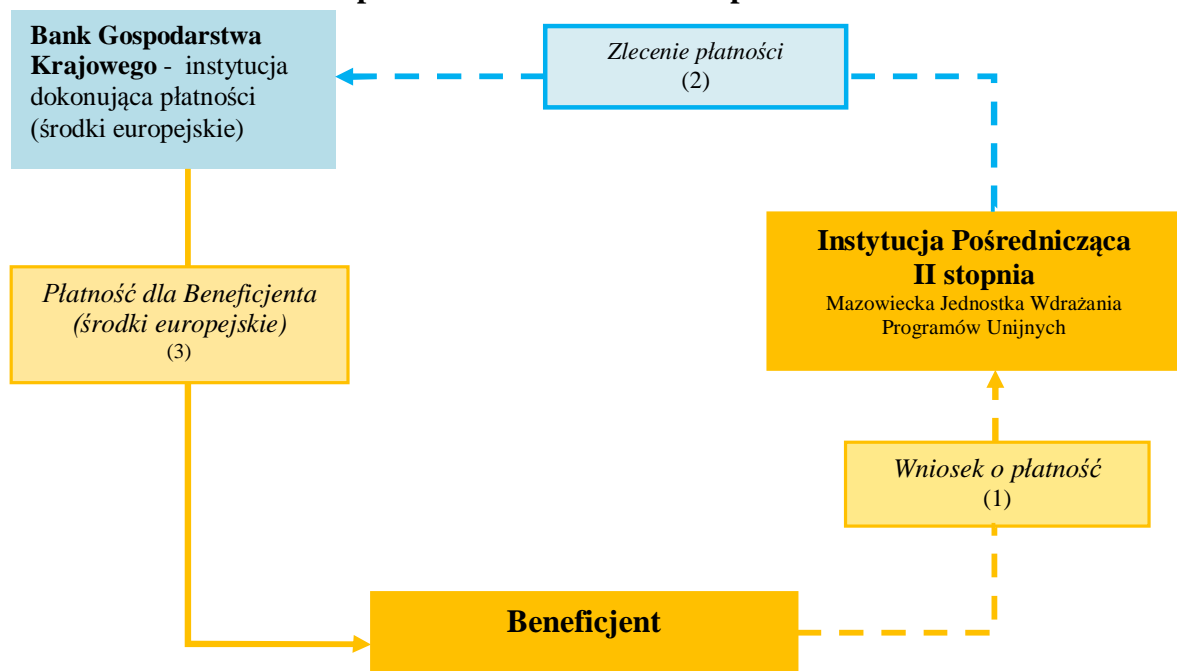 Bank Gospodarstwa
Krajowego - instytucja
dokonująca płatności
(środki europejskie)
Zlecenie płatności
(2)
Instytucja Pośrednicząca
II stopnia
Mazowiecka Jednostka Wdrażania
Programów Unijnych
Płatność dla Beneficjenta
(środki europejskie)
(3)
Wniosek o płatność
(1)
Beneficjent